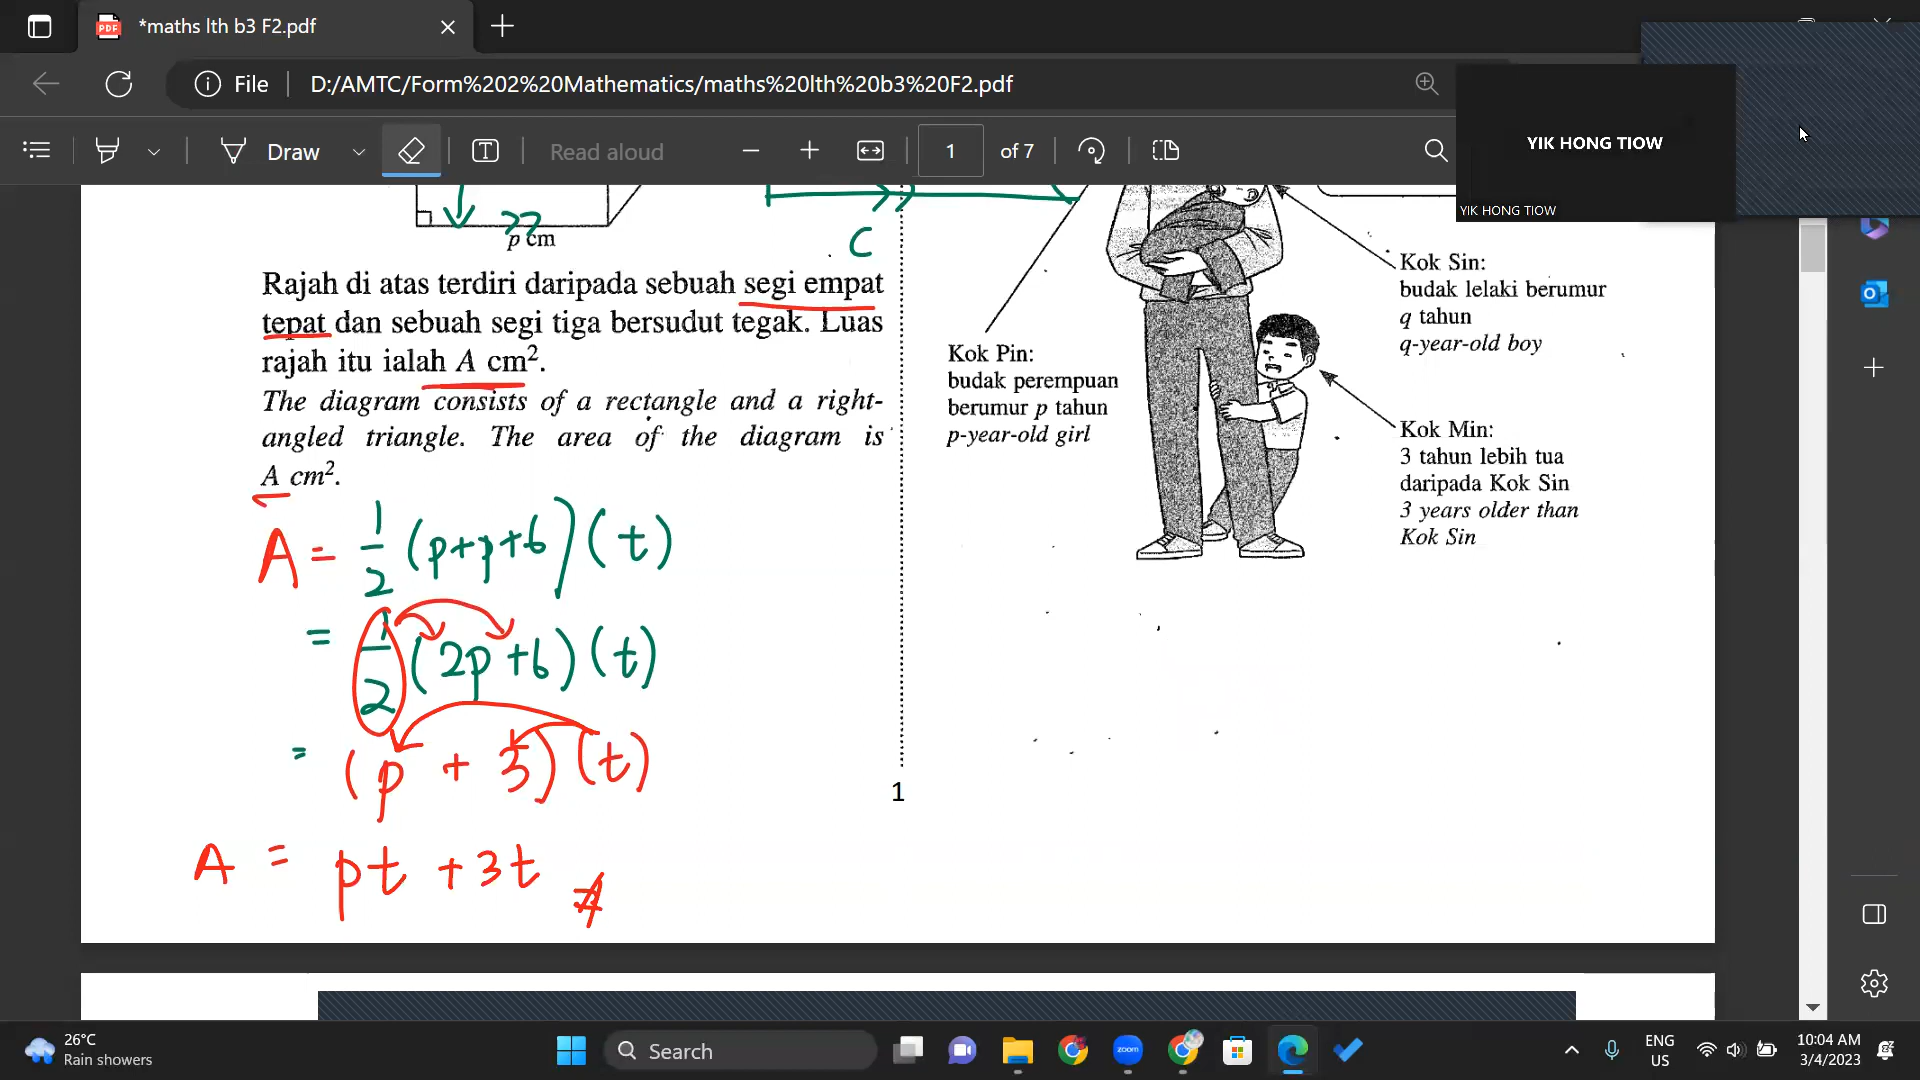 *maths lth b3 F2.pdf
File
D:/AMTC/Form%202%20Mathematics/maths%20lth%20b3%20F2.pdf
Draw
Read aloud
1
of 7
YIK HONG TIOW
YIK HONG TIOW
p cm
C
Rajah di atas terdiri daripada sebuah segi empat
tepat dan sebuah segi tiga bersudut tegak. Luas
rajah itu ialah A cm².
The diagram consists of a rectangle and a right-
angled triangle. The area of the diagram is
A cm².
A = 1/2 (p+p+6)(t)
= 1/2 (2p+6)(t)
= (p + 3)(t)
A = pt + 3t
Kok Pin:
budak perempuan
berumur p tahun
p-year-old girl
Kok Sin:
budak lelaki berumur
q tahun
q-year-old boy
Kok Min:
3 tahun lebih tua
daripada Kok Sin
3 years older than
Kok Sin
1
26°C
Rain showers
Search
zoom
ENG
US
10:04 AM
3/4/2023